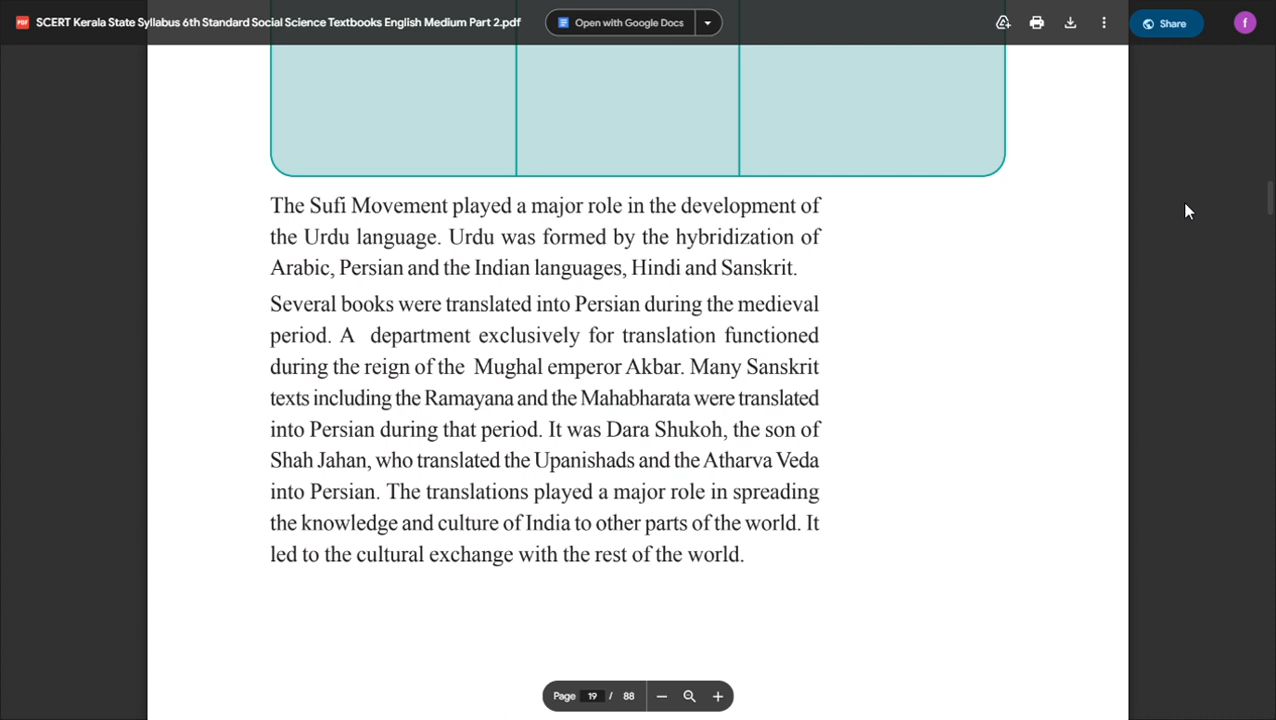 SCERT Kerala State Syllabus 6th Standard Social Science Textbooks English Medium Part 2.pdf
Open with Google Docs
Share
f
The Sufi Movement played a major role in the development of
the Urdu language. Urdu was formed by the hybridization of
Arabic, Persian and the Indian languages, Hindi and Sanskrit.
Several books were translated into Persian during the medieval
period. A department exclusively for translation functioned
during the reign of the Mughal emperor Akbar. Many Sanskrit
texts including the Ramayana and the Mahabharata were translated
into Persian during that period. It was Dara Shukoh, the son of
Shah Jahan, who translated the Upanishads and the Atharva Veda
into Persian. The translations played a major role in spreading
the knowledge and culture of India to other parts of the world. It
led to the cultural exchange with the rest of the world.
Page 19 / 88